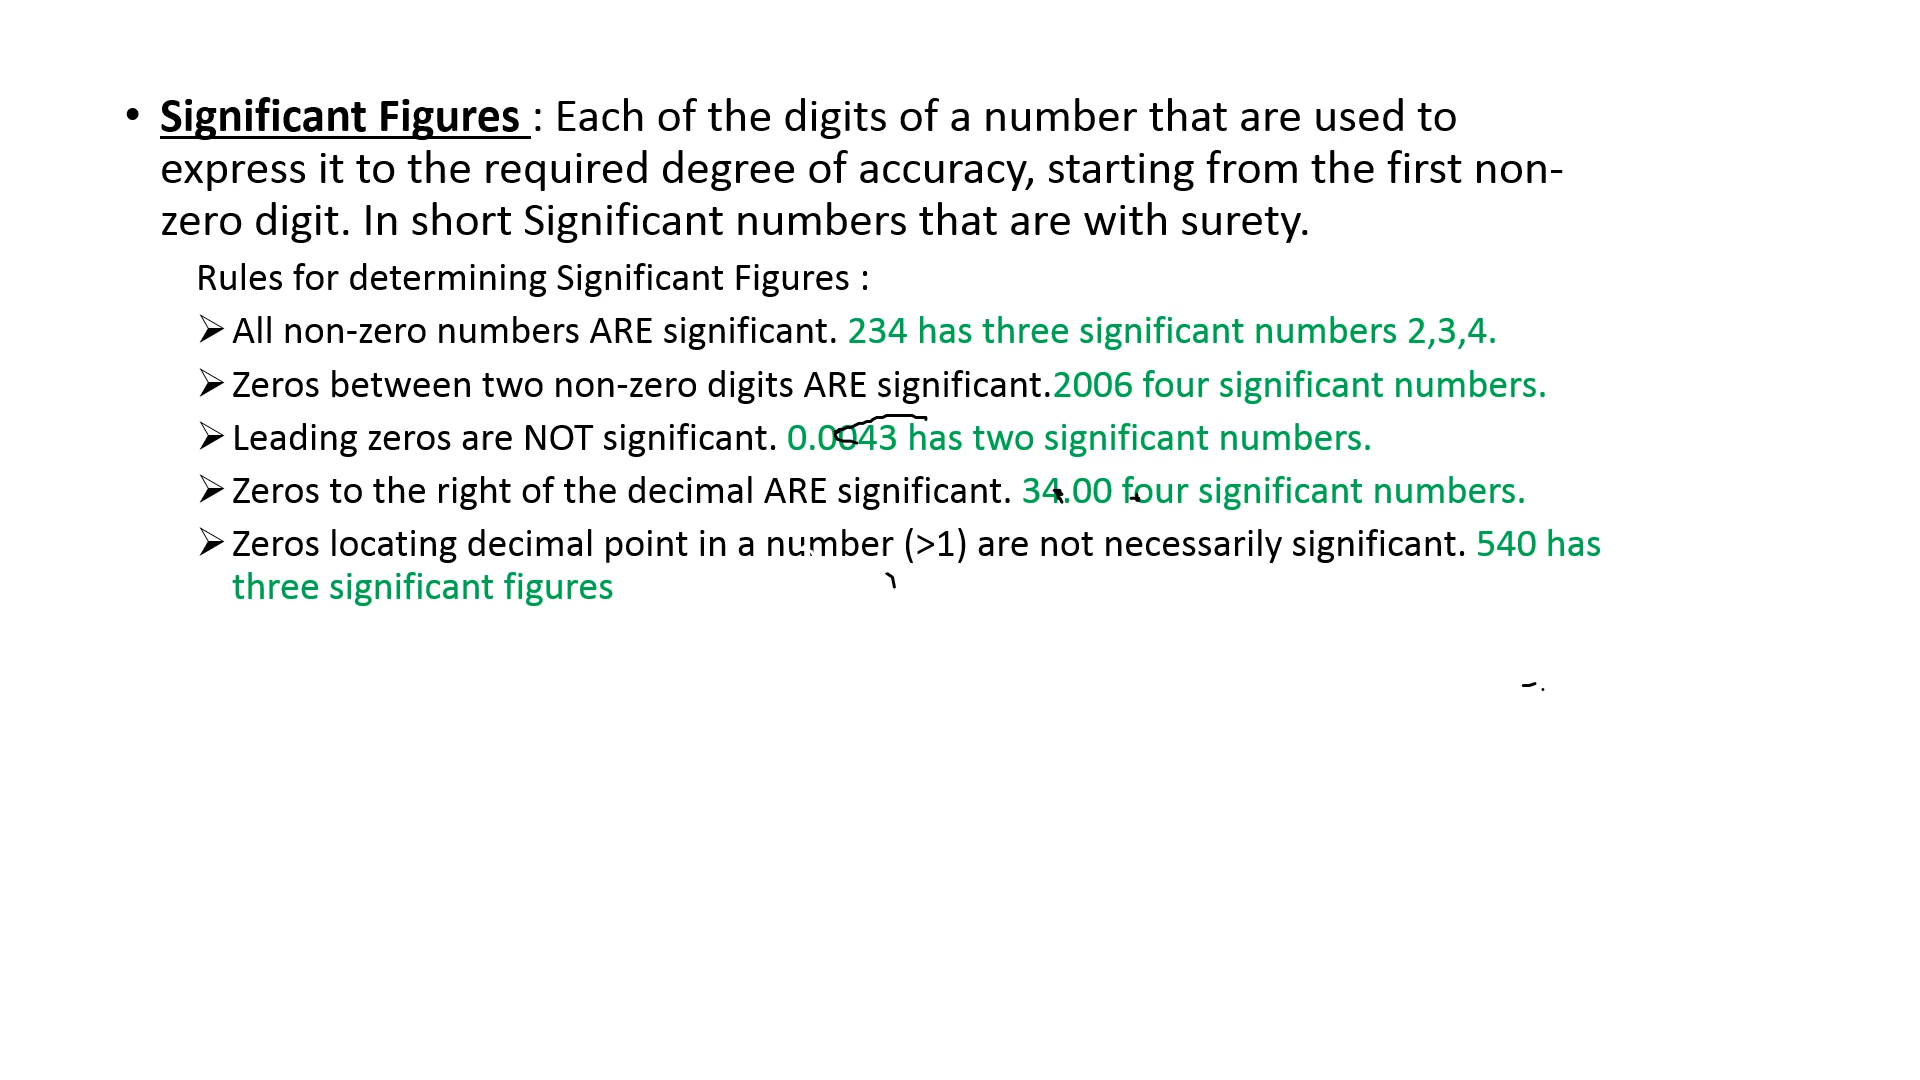 • Significant Figures : Each of the digits of a number that are used to
express it to the required degree of accuracy, starting from the first non-
zero digit. In short Significant numbers that are with surety.
Rules for determining Significant Figures :
➢ All non-zero numbers ARE significant. 234 has three significant numbers 2,3,4.
➢ Zeros between two non-zero digits ARE significant.2006 four significant numbers.
➢ Leading zeros are NOT significant. 0.0043 has two significant numbers.
➢ Zeros to the right of the decimal ARE significant. 34.00 four significant numbers.
➢ Zeros locating decimal point in a number (>1) are not necessarily significant. 540 has
three significant figures